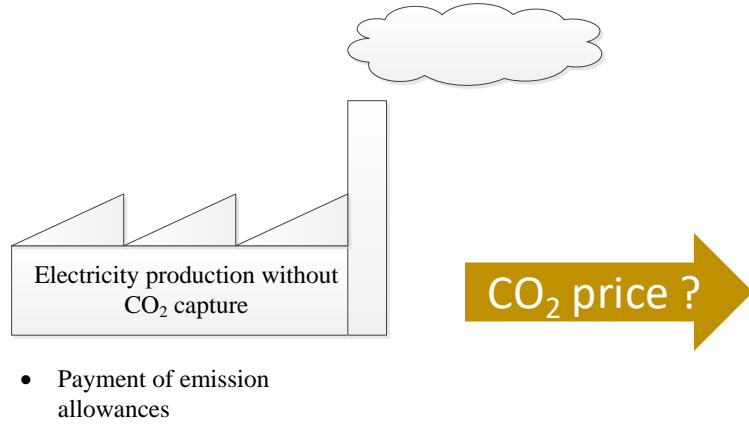 Electricity production without
CO₂ capture
CO₂ price ?
• Payment of emission
allowances